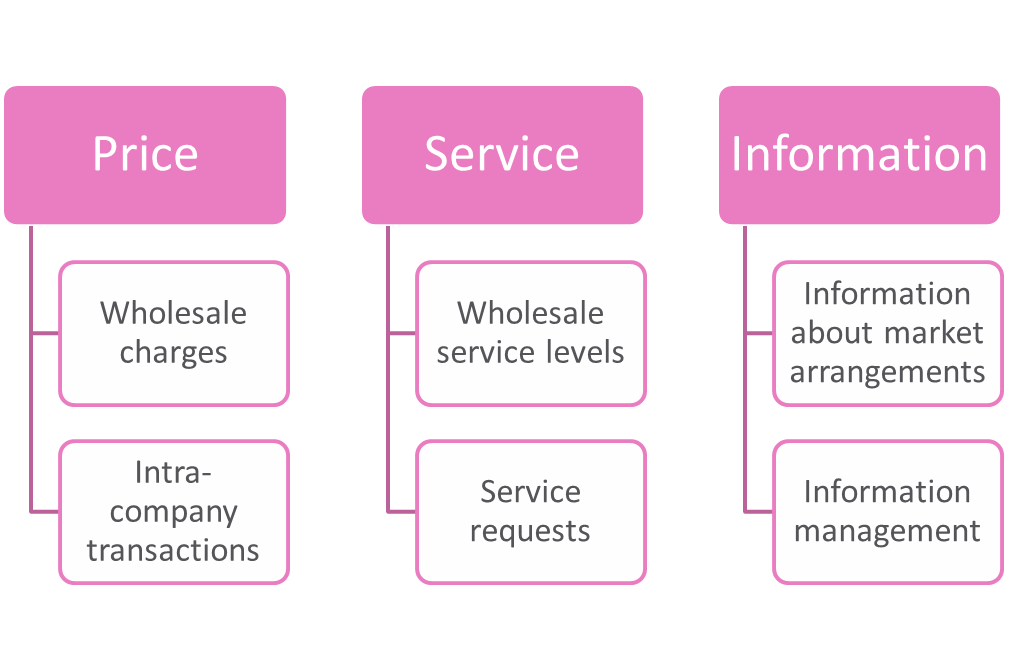 Price
Wholesale
charges
Intra-
company
transactions
Service
Wholesale
service levels
Service
requests
Information
Information
about market
arrangements
Information
management